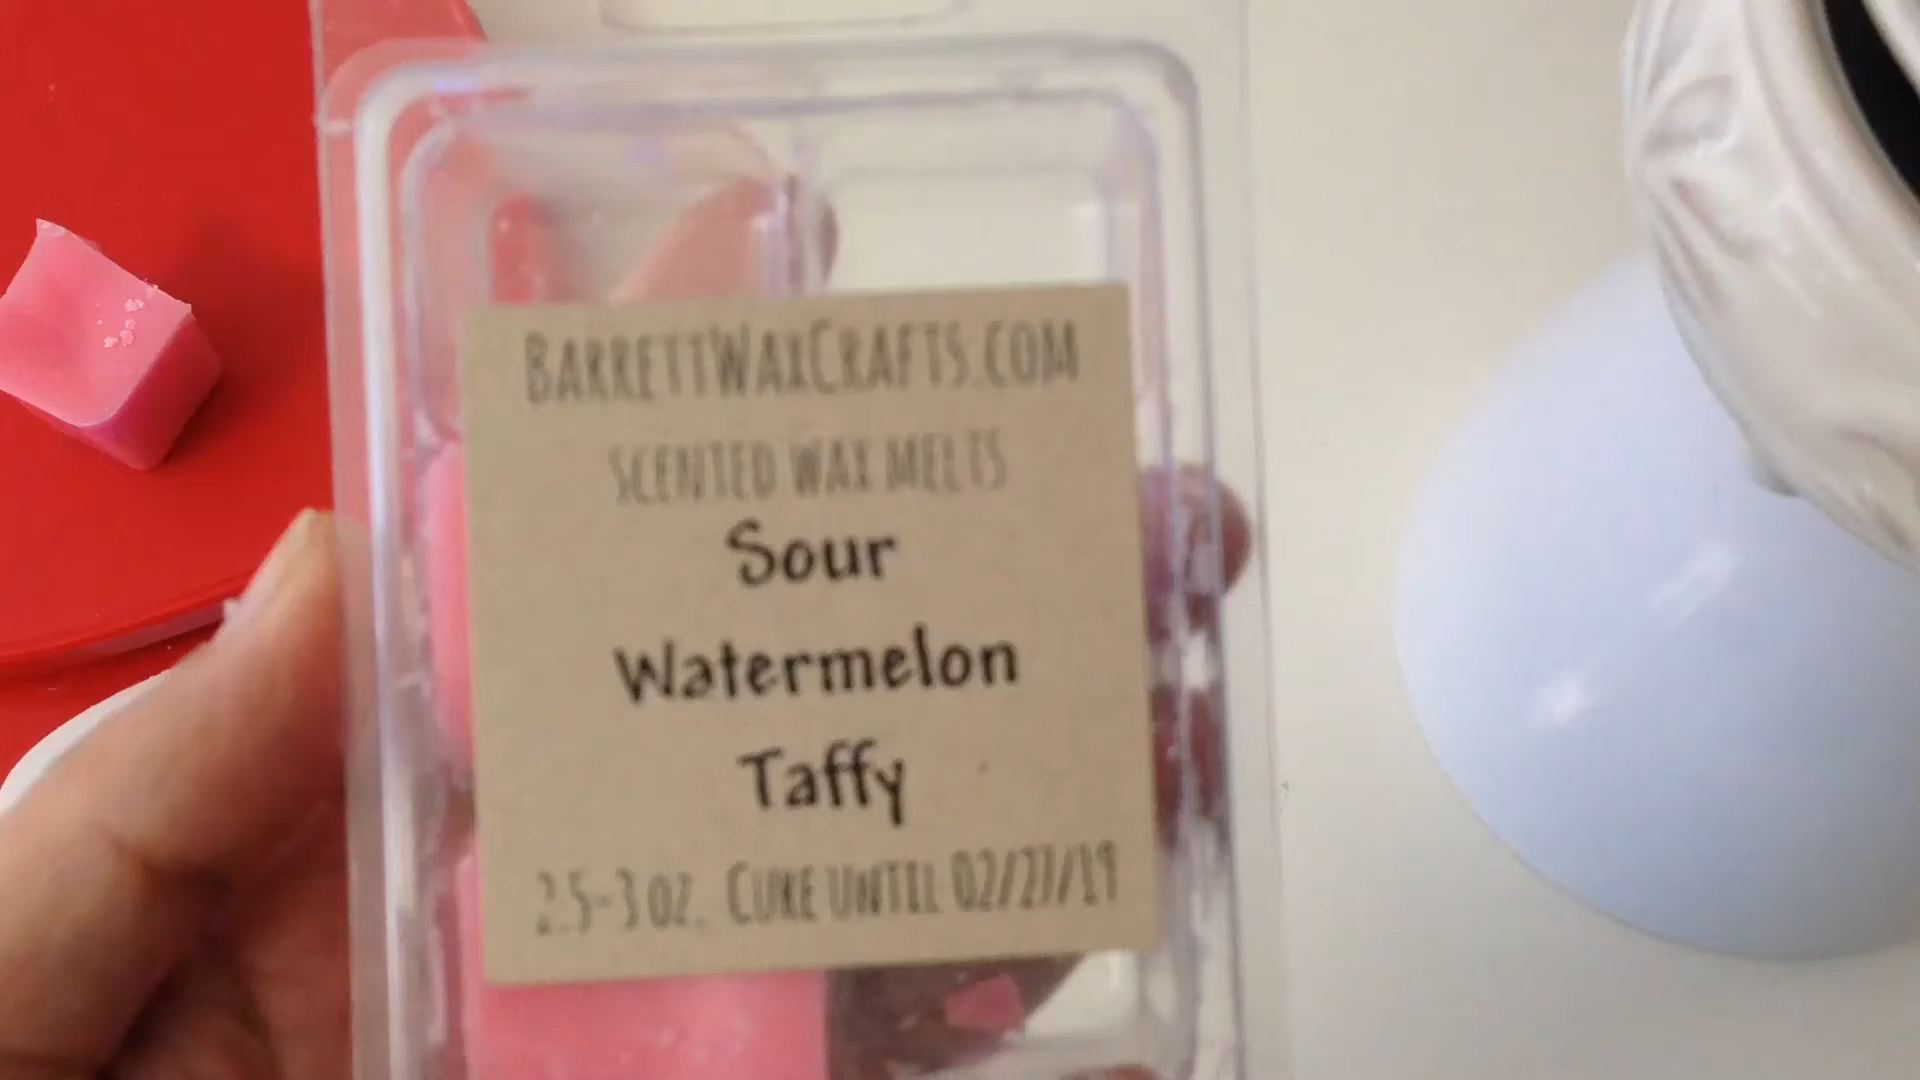 BARRETTWAXCRAFTS.COM
SCENTED WAX MELTS
Sour
Watermelon
Taffy
2.5-3 OZ. CURE UNTIL 02/27/19